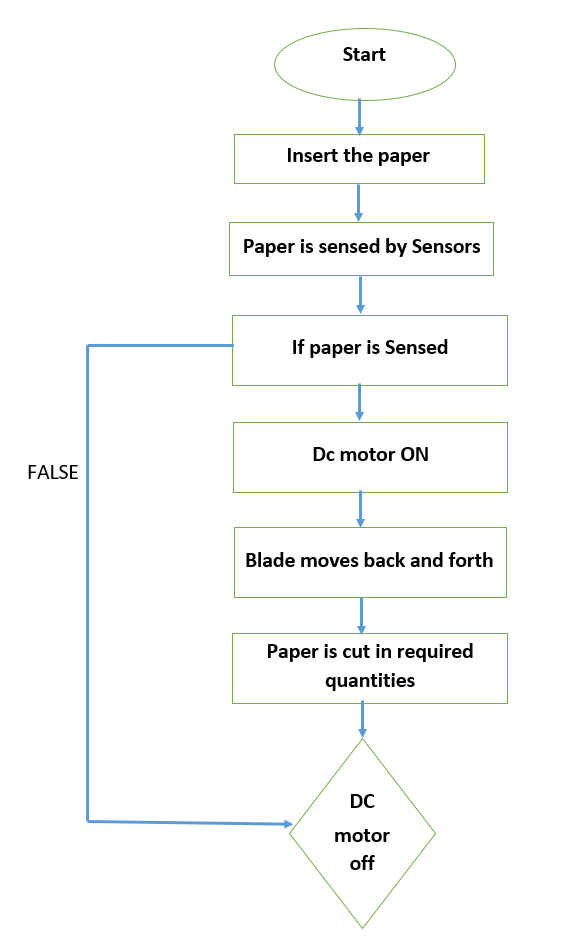 Start
Insert the paper
Paper is sensed by Sensors
If paper is Sensed
Dc motor ON
FALSE
Blade moves back and forth
Paper is cut in required
quantities
DC
motor
off